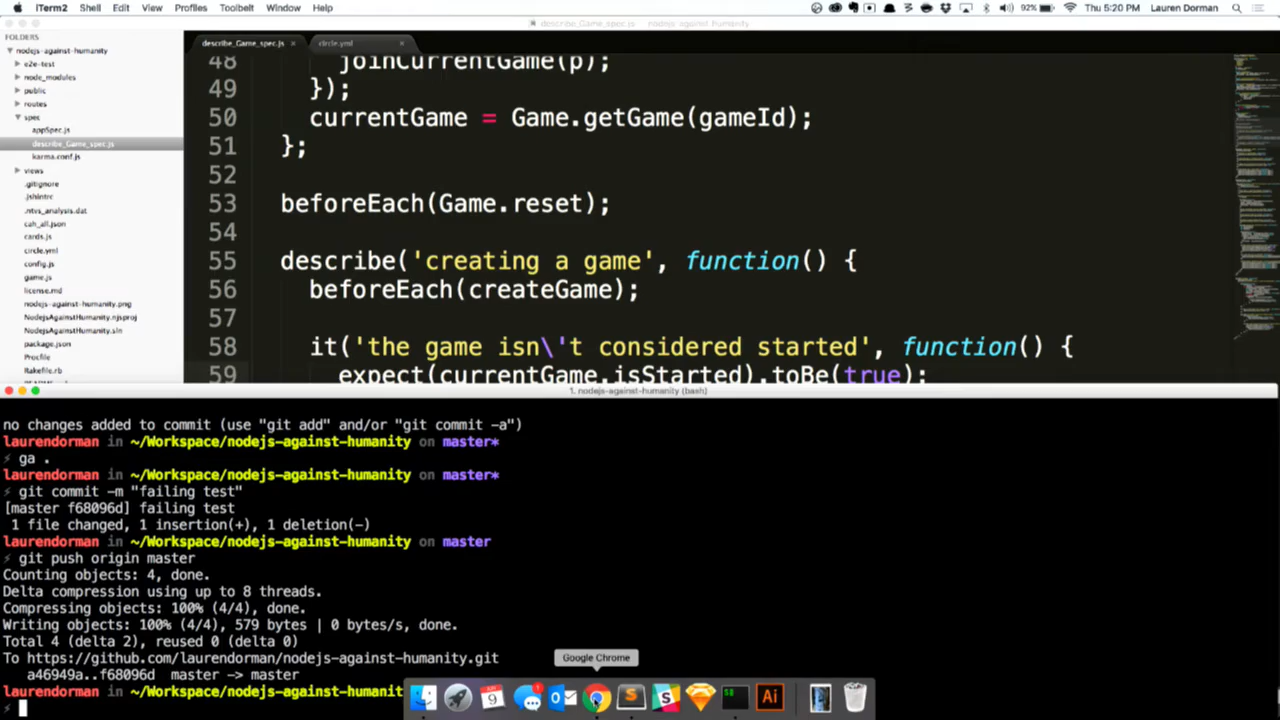 iTerm2 Shell Edit View Profiles Toolbelt Window Help 92% Thu 5:20 PM Lauren Dorman
describe_Game_spec.js — nodejs-against-humanity
FOLDERS
nodejs-against-humanity
e2e-test
node_modules
public
routes
spec
appSpec.js
describe_Game_spec.js
karma.conf.js
views
.gitignore
.jshintrc
.ntvs_analysis.dat
cah_all.json
cards.js
circle.yml
config.js
game.js
license.md
nodejs-against-humanity.png
NodejsAgainstHumanity.njsproj
NodejsAgainstHumanity.sln
package.json
Procfile
Rakefile.rb
describe_Game_spec.js × circle.yml ×
48 joinCurrentGame(p);
49 });
50 currentGame = Game.getGame(gameId);
51 };
52
53 beforeEach(Game.reset);
54
55 describe('creating a game', function() {
56 beforeEach(createGame);
57
58 it('the game isn\'t considered started', function() {
59 expect(currentGame.isStarted).toBe(true);
1. nodejs-against-humanity (bash)
no changes added to commit (use "git add" and/or "git commit -a")
laurendorman in ~/Workspace/nodejs-against-humanity on master*
⚡ ga .
laurendorman in ~/Workspace/nodejs-against-humanity on master*
⚡ git commit -m "failing test"
[master f68096d] failing test
1 file changed, 1 insertion(+), 1 deletion(-)
laurendorman in ~/Workspace/nodejs-against-humanity on master
⚡ git push origin master
Counting objects: 4, done.
Delta compression using up to 8 threads.
Compressing objects: 100% (4/4), done.
Writing objects: 100% (4/4), 579 bytes | 0 bytes/s, done.
Total 4 (delta 2), reused 0 (delta 0)
To https://github.com/laurendorman/nodejs-against-humanity.git
a46949a..f68096d master -> master
laurendorman in ~/Workspace/nodejs-against-humanit
⚡
Google Chrome
9
S
$B
Ai